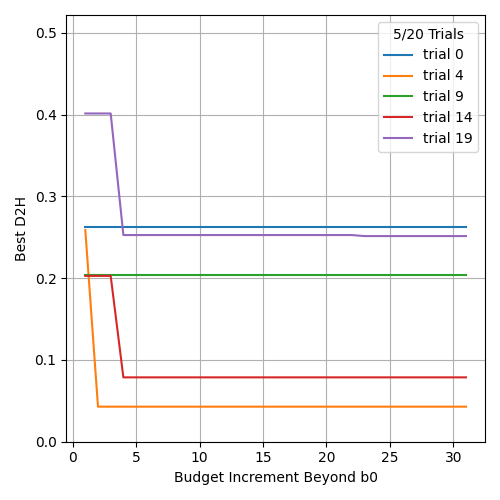 5/20 Trials
trial 0
trial 4
trial 9
trial 14
trial 19
Best D2H
0.5
0.4
0.3
0.2
0.1
0.0
0 5 10 15 20 25 30
Budget Increment Beyond b0